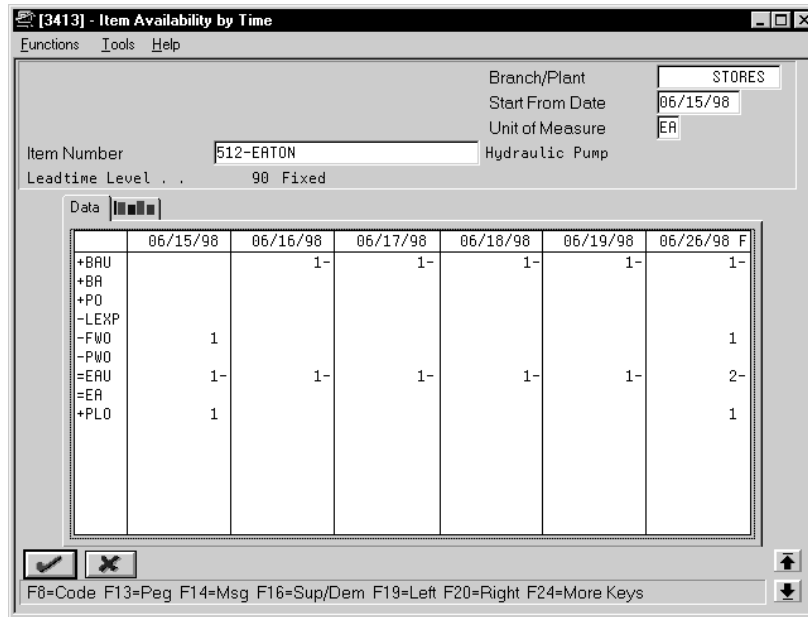 [3413] - Item Availability by Time
Functions Tools Help
Branch/Plant STORES
Start From Date 06/15/98
Unit of Measure EA
Item Number 512-EATON Hydraulic Pump
Leadtime Level . . 90 Fixed
Data
06/15/98 06/16/98 06/17/98 06/18/98 06/19/98 06/26/98 F
+BAU 1- 1- 1- 1- 1-
+BA
+PO
-LEXP
-FWO 1 1
-PWO
=EAU 1- 1- 1- 1- 1- 2-
=EA
+PLO 1 1
F8=Code F13=Peg F14=Msg F16=Sup/Dem F19=Left F20=Right F24=More Keys